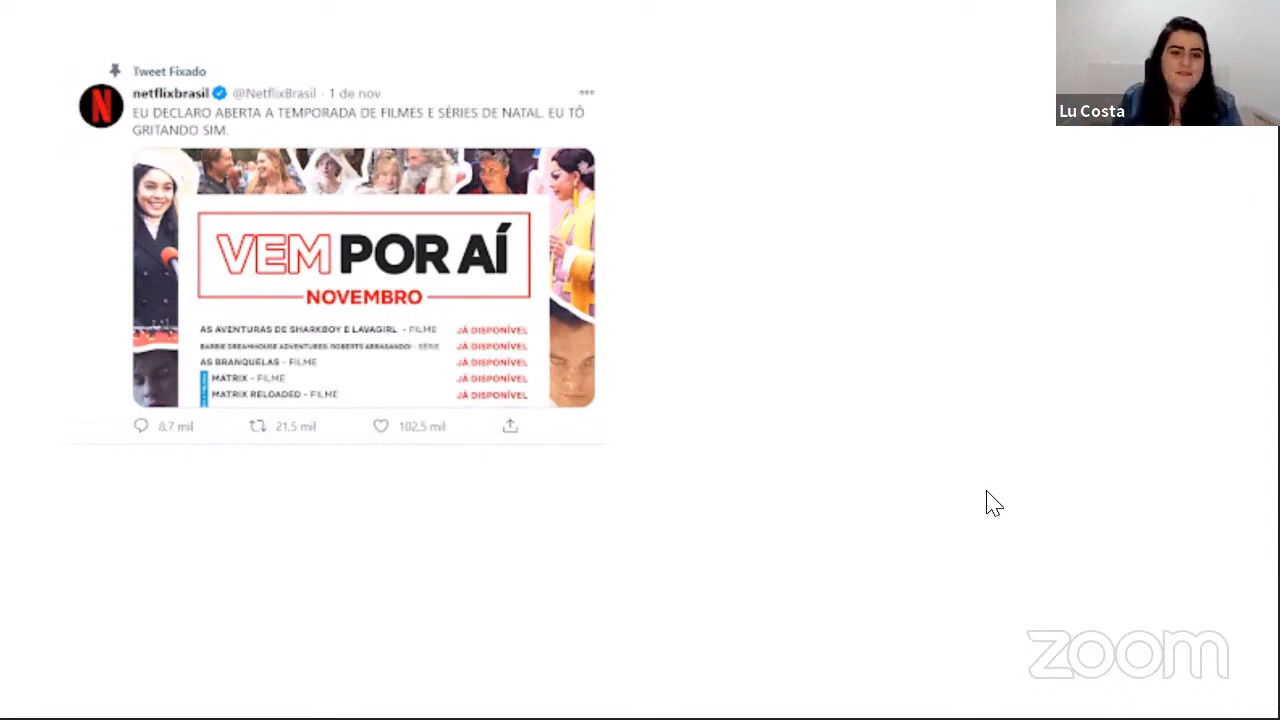 Tweet Fixado
netflixbrasil @NetflixBrasil · 1 de nov
EU DECLARO ABERTA A TEMPORADA DE FILMES E SÉRIES DE NATAL. EU TÔ
GRITANDO SIM.
VEM POR AÍ
NOVEMBRO
AS AVENTURAS DE SHARKBOY E LAVAGIRL - FILME JÁ DISPONÍVEL
BARBIE DREAMHOUSE ADVENTURES: ROBERTS ARRASANDO! - SÉRIE JÁ DISPONÍVEL
AS BRANQUELAS - FILME JÁ DISPONÍVEL
MATRIX - FILME JÁ DISPONÍVEL
MATRIX RELOADED - FILME JÁ DISPONÍVEL
8,7 mil 21,5 mil 102,5 mil
Lu Costa
zoom